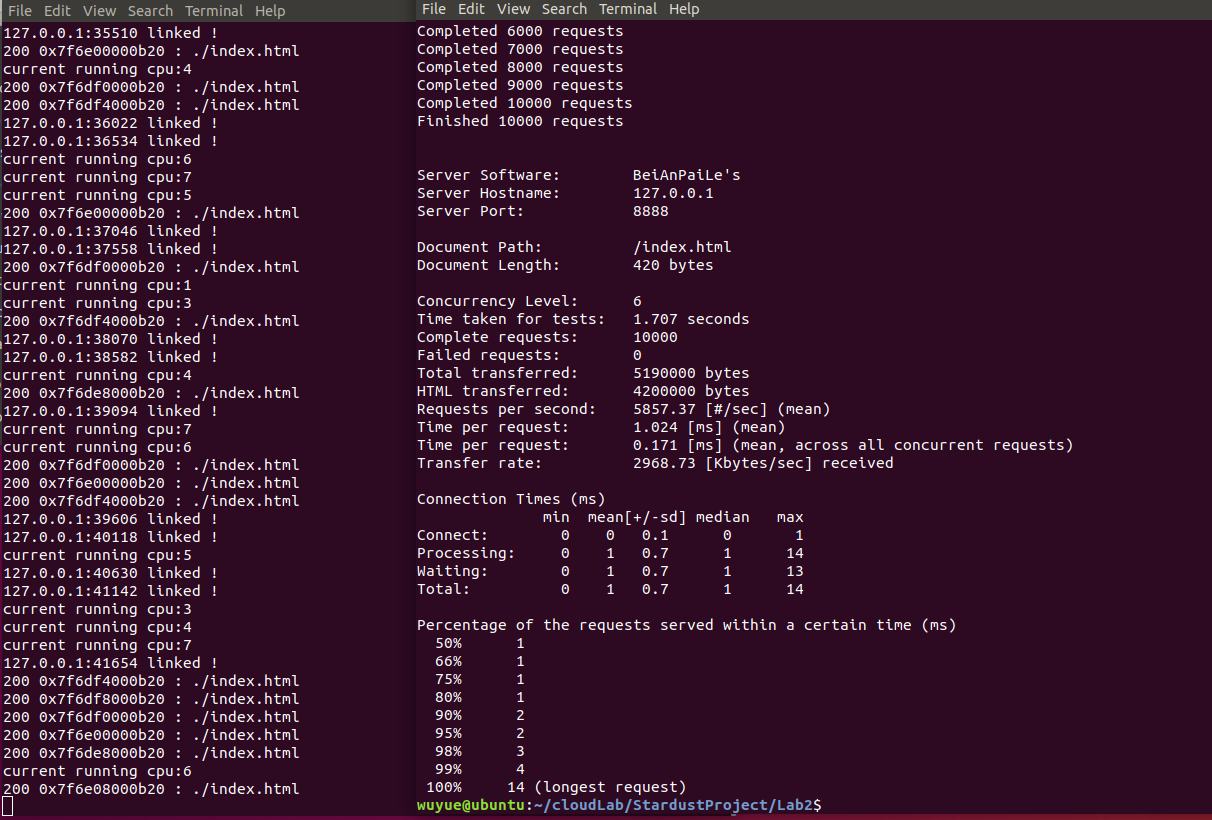 File Edit View Search Terminal Help
127.0.0.1:35510 linked !
200 0x7f6e00000b20 : ./index.html
current running cpu:4
200 0x7f6df0000b20 : ./index.html
200 0x7f6df4000b20 : ./index.html
127.0.0.1:36022 linked !
127.0.0.1:36534 linked !
current running cpu:6
current running cpu:7
current running cpu:5
200 0x7f6e00000b20 : ./index.html
127.0.0.1:37046 linked !
127.0.0.1:37558 linked !
200 0x7f6df0000b20 : ./index.html
current running cpu:1
current running cpu:3
200 0x7f6df4000b20 : ./index.html
127.0.0.1:38070 linked !
127.0.0.1:38582 linked !
current running cpu:4
200 0x7f6de8000b20 : ./index.html
127.0.0.1:39094 linked !
current running cpu:7
current running cpu:6
200 0x7f6df0000b20 : ./index.html
200 0x7f6e00000b20 : ./index.html
200 0x7f6df4000b20 : ./index.html
127.0.0.1:39606 linked !
127.0.0.1:40118 linked !
current running cpu:5
127.0.0.1:40630 linked !
127.0.0.1:41142 linked !
current running cpu:3
current running cpu:4
current running cpu:7
127.0.0.1:41654 linked !
200 0x7f6df4000b20 : ./index.html
200 0x7f6df8000b20 : ./index.html
200 0x7f6df0000b20 : ./index.html
200 0x7f6e00000b20 : ./index.html
200 0x7f6de8000b20 : ./index.html
current running cpu:6
200 0x7f6e08000b20 : ./index.html
File Edit View Search Terminal Help
Completed 6000 requests
Completed 7000 requests
Completed 8000 requests
Completed 9000 requests
Completed 10000 requests
Finished 10000 requests
Server Software: BeiAnPaiLe's
Server Hostname: 127.0.0.1
Server Port: 8888
Document Path: /index.html
Document Length: 420 bytes
Concurrency Level: 6
Time taken for tests: 1.707 seconds
Complete requests: 10000
Failed requests: 0
Total transferred: 5190000 bytes
HTML transferred: 4200000 bytes
Requests per second: 5857.37 [#/sec] (mean)
Time per request: 1.024 [ms] (mean)
Time per request: 0.171 [ms] (mean, across all concurrent requests)
Transfer rate: 2968.73 [Kbytes/sec] received
Connection Times (ms)
min mean[+/-sd] median max
Connect: 0 0 0.1 0 1
Processing: 0 1 0.7 1 14
Waiting: 0 1 0.7 1 13
Total: 0 1 0.7 1 14
Percentage of the requests served within a certain time (ms)
50% 1
66% 1
75% 1
80% 1
90% 2
95% 2
98% 3
99% 4
100% 14 (longest request)
wuyue@ubuntu:~/cloudLab/StardustProject/Lab2$